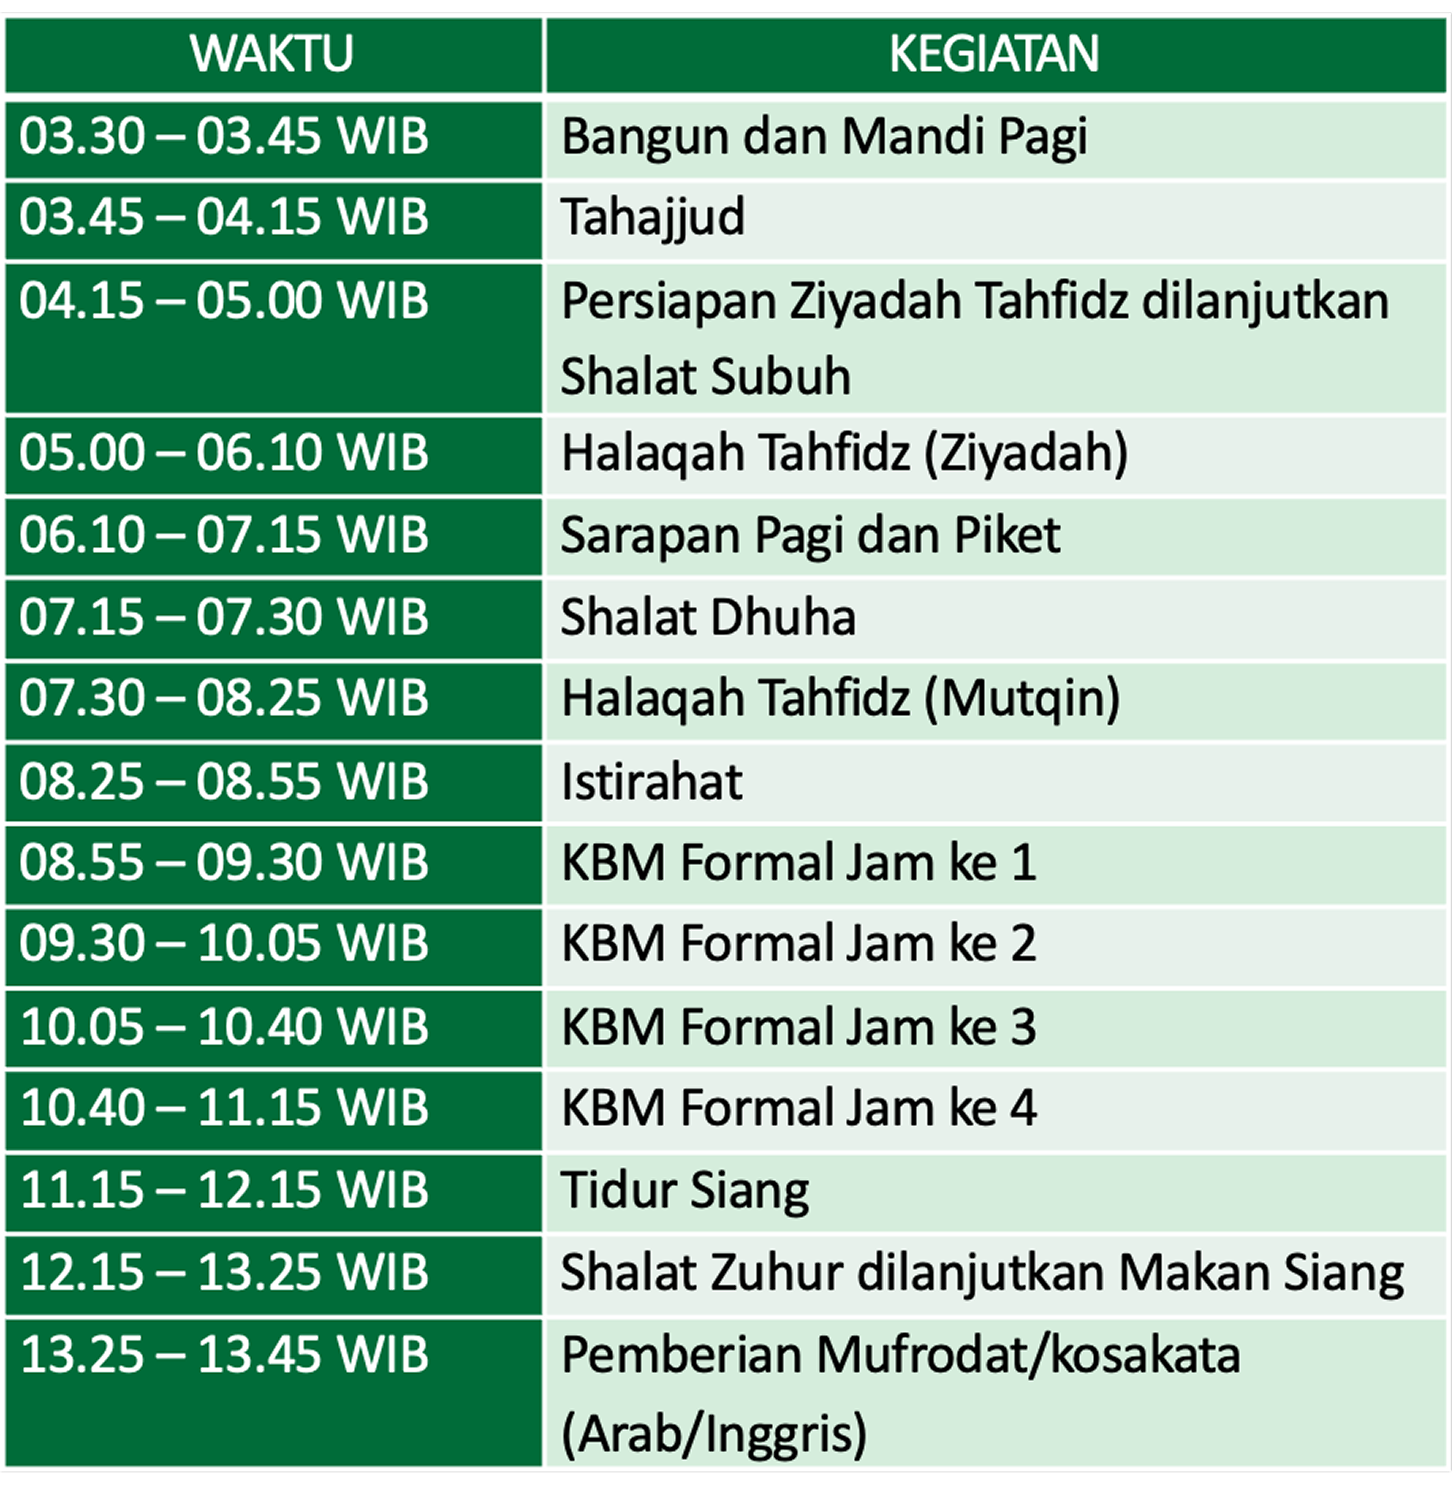 WAKTU KEGIATAN
03.30 – 03.45 WIB Bangun dan Mandi Pagi
03.45 – 04.15 WIB Tahajjud
04.15 – 05.00 WIB Persiapan Ziyadah Tahfidz dilanjutkan
Shalat Subuh
05.00 – 06.10 WIB Halaqah Tahfidz (Ziyadah)
06.10 – 07.15 WIB Sarapan Pagi dan Piket
07.15 – 07.30 WIB Shalat Dhuha
07.30 – 08.25 WIB Halaqah Tahfidz (Mutqin)
08.25 – 08.55 WIB Istirahat
08.55 – 09.30 WIB KBM Formal Jam ke 1
09.30 – 10.05 WIB KBM Formal Jam ke 2
10.05 – 10.40 WIB KBM Formal Jam ke 3
10.40 – 11.15 WIB KBM Formal Jam ke 4
11.15 – 12.15 WIB Tidur Siang
12.15 – 13.25 WIB Shalat Zuhur dilanjutkan Makan Siang
13.25 – 13.45 WIB Pemberian Mufrodat/kosakata
(Arab/Inggris)